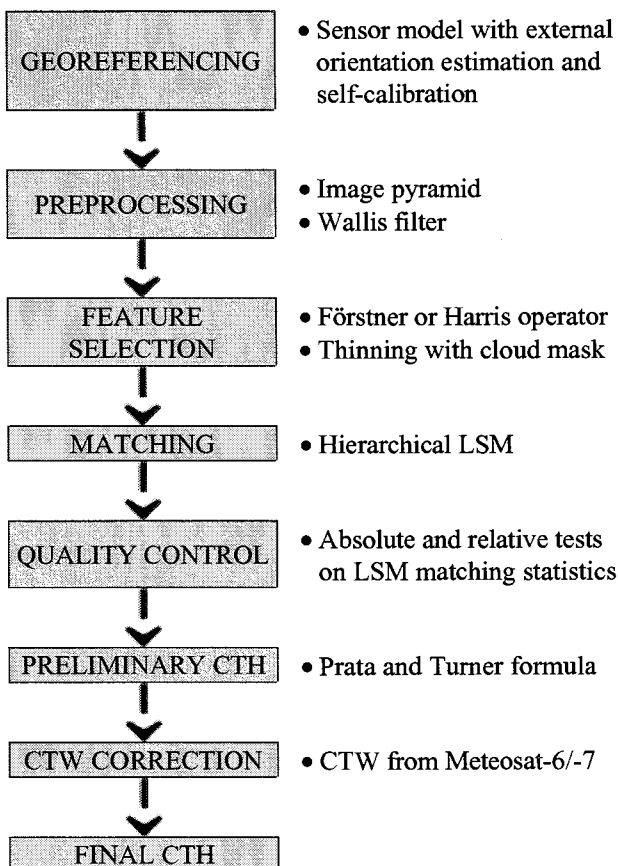 GEOREFERENCING
• Sensor model with external
orientation estimation and
self-calibration
PREPROCESSING
• Image pyramid
• Wallis filter
FEATURE
SELECTION
• Förstner or Harris operator
• Thinning with cloud mask
MATCHING
• Hierarchical LSM
QUALITY CONTROL
• Absolute and relative tests
on LSM matching statistics
PRELIMINARY CTH
• Prata and Turner formula
CTW CORRECTION
• CTW from Meteosat-6/-7
FINAL CTH